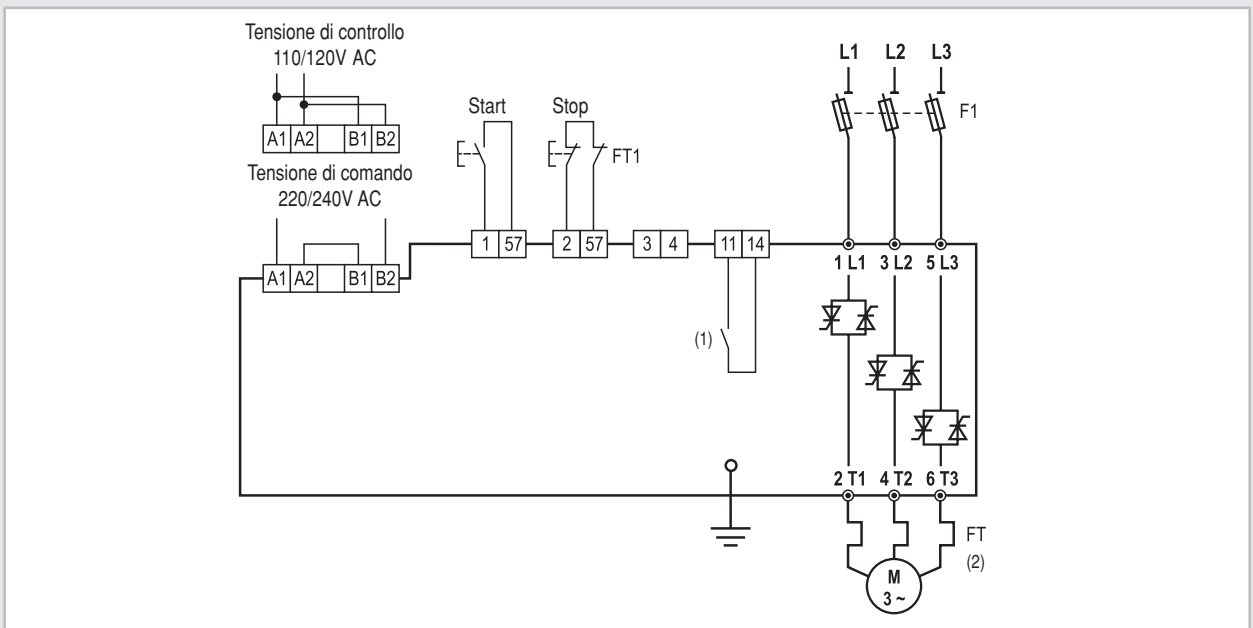 Tensione di controllo
110/120V AC
A1 A2 B1 B2
Tensione di comando
220/240V AC
A1 A2 B1 B2
Start
Stop
FT1
1 57
2 57
3 4
11 14
(1)
L1 L2 L3
F1
1 L1 3 L2 5 L3
2 T1 4 T2 6 T3
FT
(2)
M
3 ~